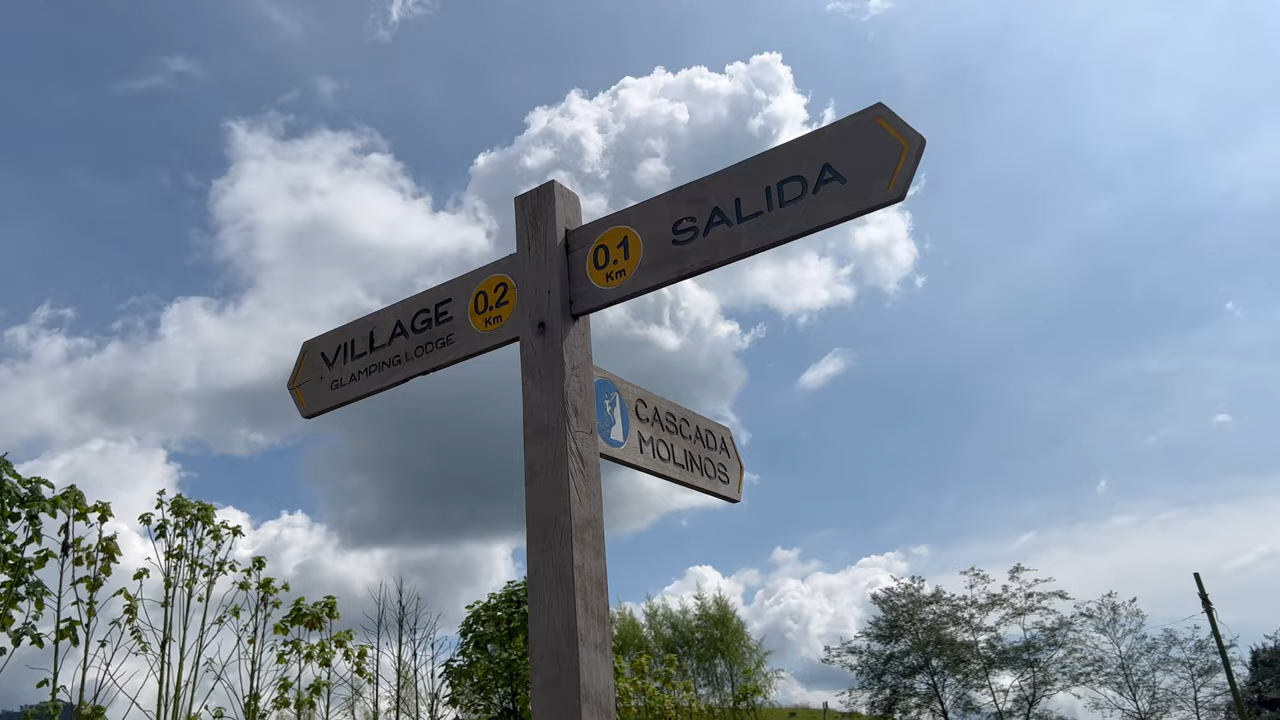 SALIDA
0.1
Km
VILLAGE
GLAMPING LODGE
0.2
Km
CASCADA
MOLINOS